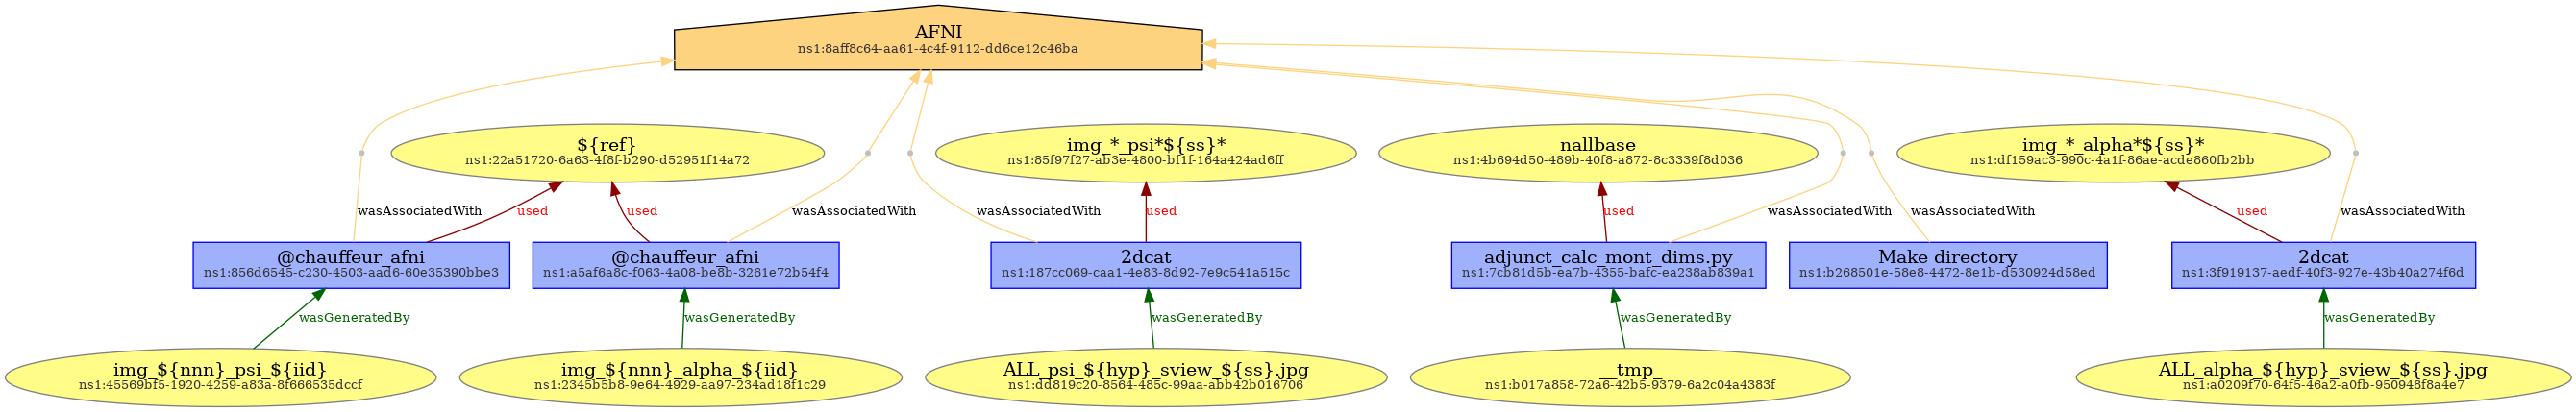 AFNI
ns1:8aff8c64-aa61-4c4f-9112-dd6ce12c46ba
${ref}
ns1:22a51720-6a63-4f8f-b290-d52951f14a72
img_*_psi*${ss}*
ns1:85f97f27-ab3e-4800-bf1f-164a424ad6ff
nallbase
ns1:4b694d50-489b-40f8-a872-8c3339f8d036
img_*_alpha*${ss}*
ns1:df159ac3-990c-4a1f-86ae-acde860fb2bb
wasAssociatedWith
used
used
wasAssociatedWith
wasAssociatedWith
used
used
wasAssociatedWith
wasAssociatedWith
used
wasAssociatedWith
@chauffeur_afni
ns1:856d6545-c230-4503-aad6-60e35390bbe3
@chauffeur_afni
ns1:a5af6a8c-f063-4a08-be8b-3261e72b54f4
2dcat
ns1:187cc069-caa1-4e83-8d92-7e9c541a515c
adjunct_calc_mont_dims.py
ns1:7cb81d5b-ea7b-4355-bafc-ea238ab839a1
Make directory
ns1:b268501e-58e8-4472-8e1b-d530924d58ed
2dcat
ns1:3f919137-aedf-40f3-927e-43b40a274f6d
wasGeneratedBy
wasGeneratedBy
wasGeneratedBy
wasGeneratedBy
wasGeneratedBy
img_${nnn}_psi_${iid}
ns1:45569bf5-1920-4259-a83a-8f666535dccf
img_${nnn}_alpha_${iid}
ns1:2345b5b8-9e64-4929-aa97-234ad18f1c29
ALL_psi_${hyp}_sview_${ss}.jpg
ns1:dd819c20-8564-485c-99aa-abb42b016706
__tmp_
ns1:b017a858-72a6-42b5-9379-6a2c04a4383f
ALL_alpha_${hyp}_sview_${ss}.jpg
ns1:a0209f70-64f5-46a2-a0fb-950948f8a4e7